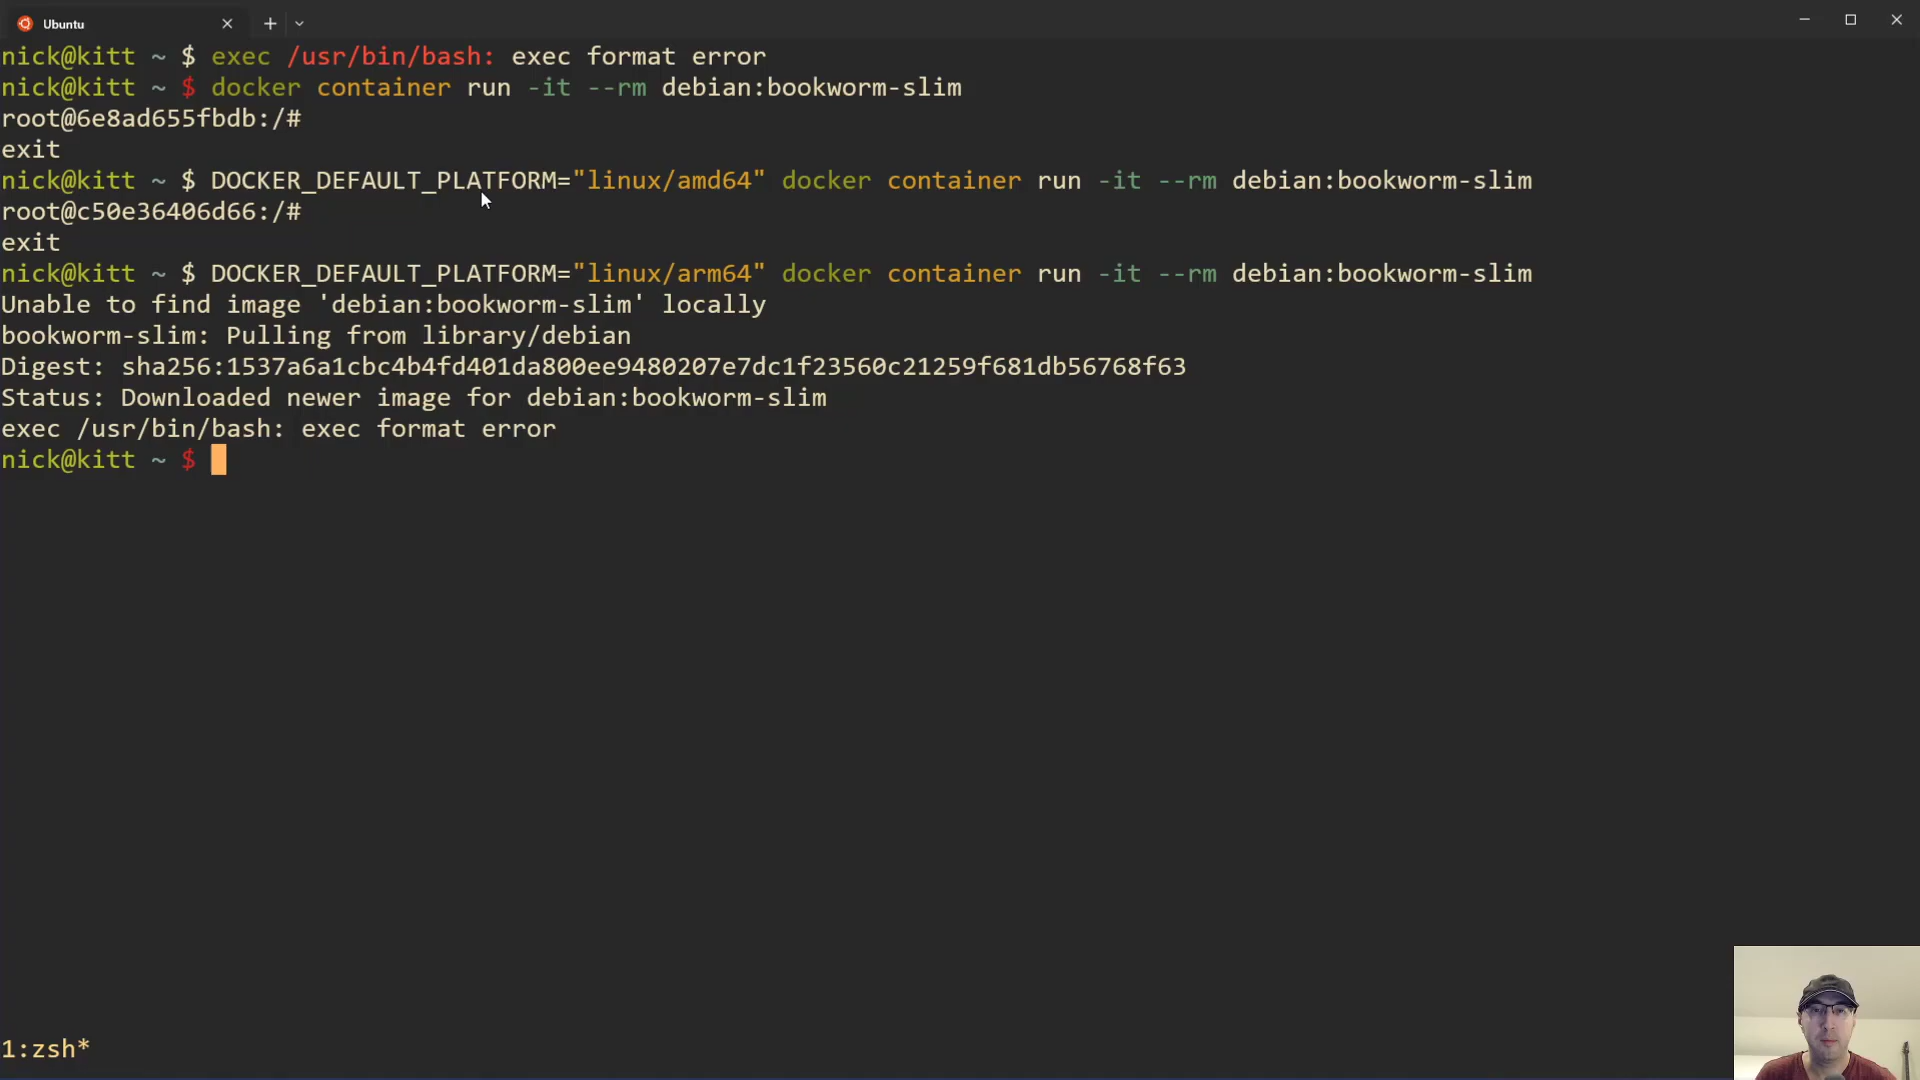 Ubuntu
nick@kitt ~ $ exec /usr/bin/bash: exec format error
nick@kitt ~ $ docker container run -it --rm debian:bookworm-slim
root@6e8ad655fbdb:/#
exit
nick@kitt ~ $ DOCKER_DEFAULT_PLATFORM="linux/amd64" docker container run -it --rm debian:bookworm-slim
root@c50e36406d66:/#
exit
nick@kitt ~ $ DOCKER_DEFAULT_PLATFORM="linux/arm64" docker container run -it --rm debian:bookworm-slim
Unable to find image 'debian:bookworm-slim' locally
bookworm-slim: Pulling from library/debian
Digest: sha256:1537a6a1cbc4b4fd401da800ee9480207e7dc1f23560c21259f681db56768f63
Status: Downloaded newer image for debian:bookworm-slim
exec /usr/bin/bash: exec format error
nick@kitt ~ $
1:zsh*